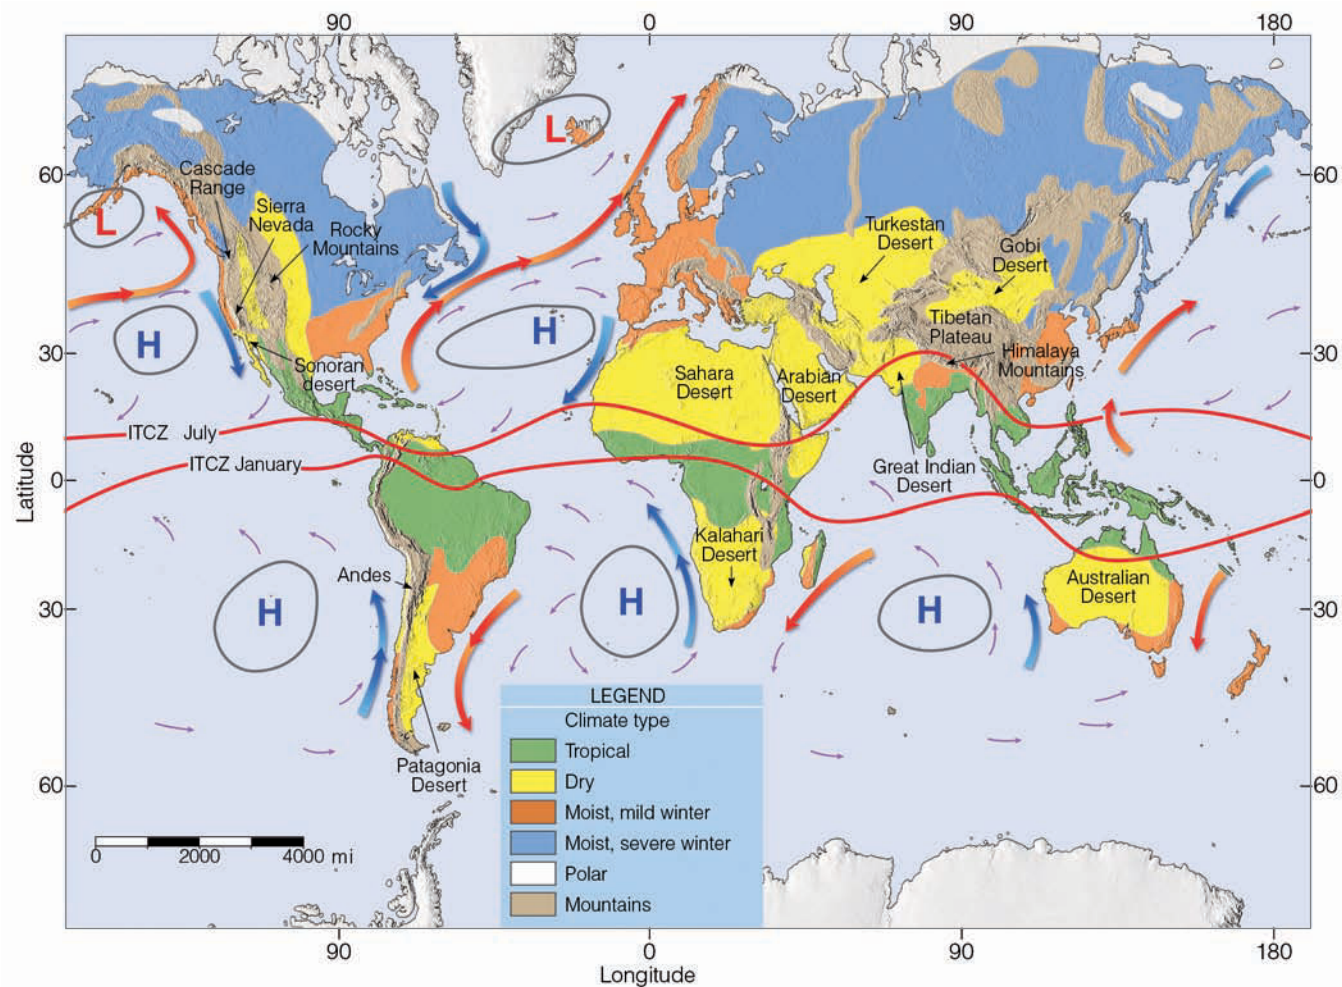 90
0
90
180
L
60
60
Cascade
Range
Sierra
Nevada
Rocky
Mountains
L
Turkestan
Desert
Gobi
Desert
H
H
Tibetan
Plateau
30
30
Sonoran
desert
Sahara
Desert
Arabian
Desert
Himalaya
Mountains
ITCZ July
ITCZ January
Great Indian
Desert
0
0
Latitude
Kalahari
Desert
Andes
Australian
Desert
H
H
H
30
30
Patagonia
Desert
60
60
LEGEND
Climate type
Tropical
Dry
Moist, mild winter
Moist, severe winter
Polar
Mountains
0 2000 4000 mi
90
0
90
180
Longitude